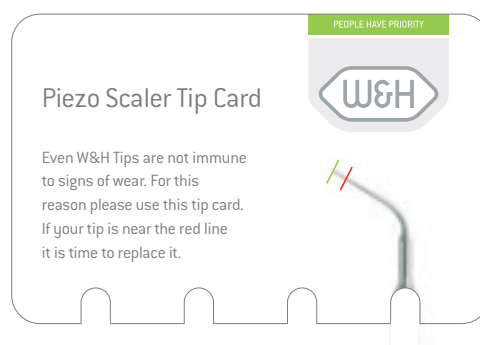 PEOPLE HAVE PRIORITY
W&H
Piezo Scaler Tip Card
Even W&H Tips are not immune
to signs of wear. For this
reason please use this tip card.
If your tip is near the red line
it is time to replace it.